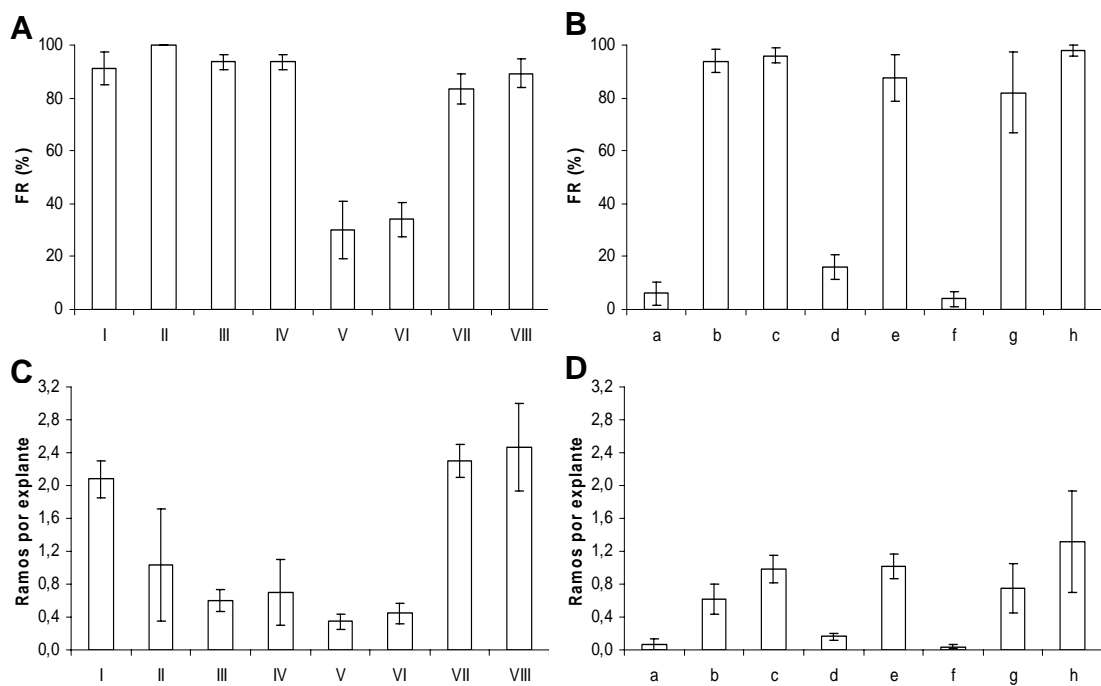 A
FR (%)
100
80
60
40
20
0
I II III IV V VI VII VIII
B
FR (%)
100
80
60
40
20
0
a b c d e f g h
C
Ramos por explante
3,2
2,8
2,4
2,0
1,6
1,2
0,8
0,4
0,0
I II III IV V VI VII VIII
D
Ramos por explante
3,2
2,8
2,4
2,0
1,6
1,2
0,8
0,4
0,0
a b c d e f g h